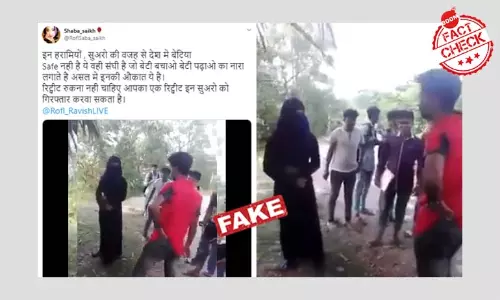 Shaba_saikh🌹
@RoflSaba_saikh
इन हरामियों , सुअरो की वजह से देश में बेटिया
Safe नही है ये वही संघी है जो बेटी बचाओ बेटी पढ़ाओ का नारा
लगाते है असल मे इनकी औकात ये है।
रिट्वीट रुकना नही चाहिए आपका एक रिट्वीट इन सुअरो को
गिरफ्तार करवा सकता है।
@Rofl_RavishLIVE
FAKE
FACT
CHECK